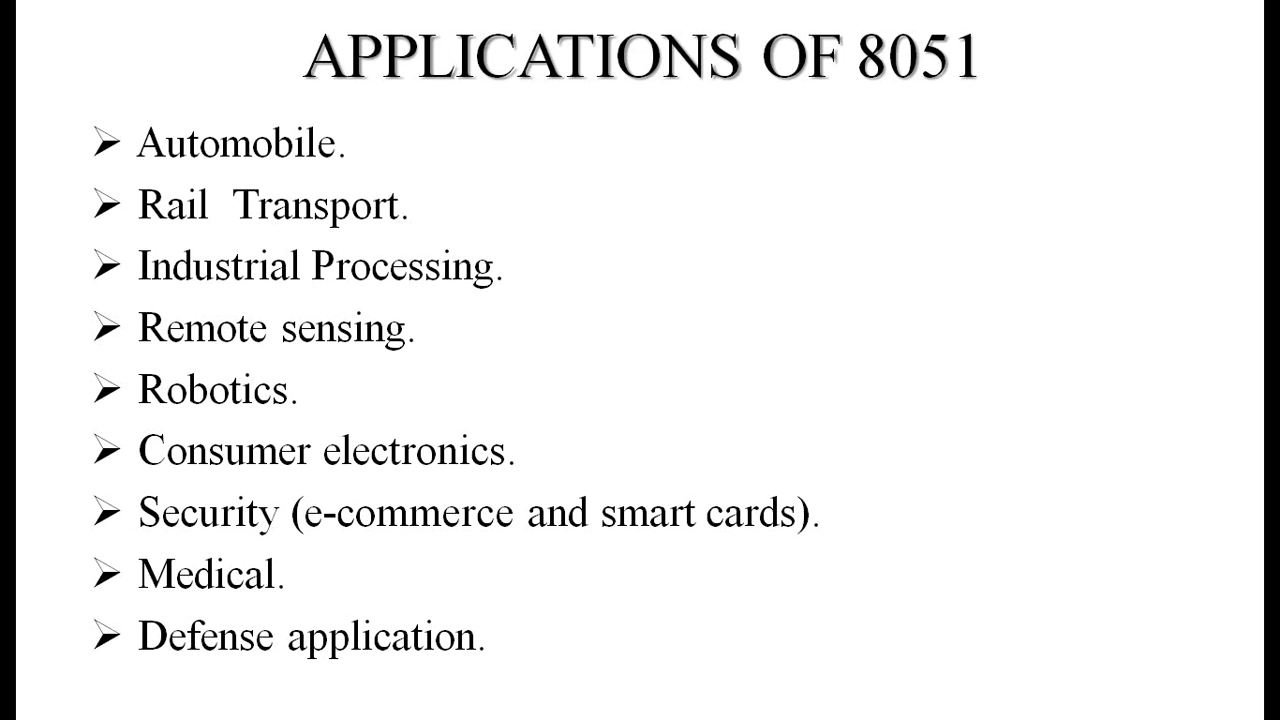 APPLICATIONS OF 8051
➢ Automobile.
➢ Rail Transport.
➢ Industrial Processing.
➢ Remote sensing.
➢ Robotics.
➢ Consumer electronics.
➢ Security (e-commerce and smart cards).
➢ Medical.
➢ Defense application.